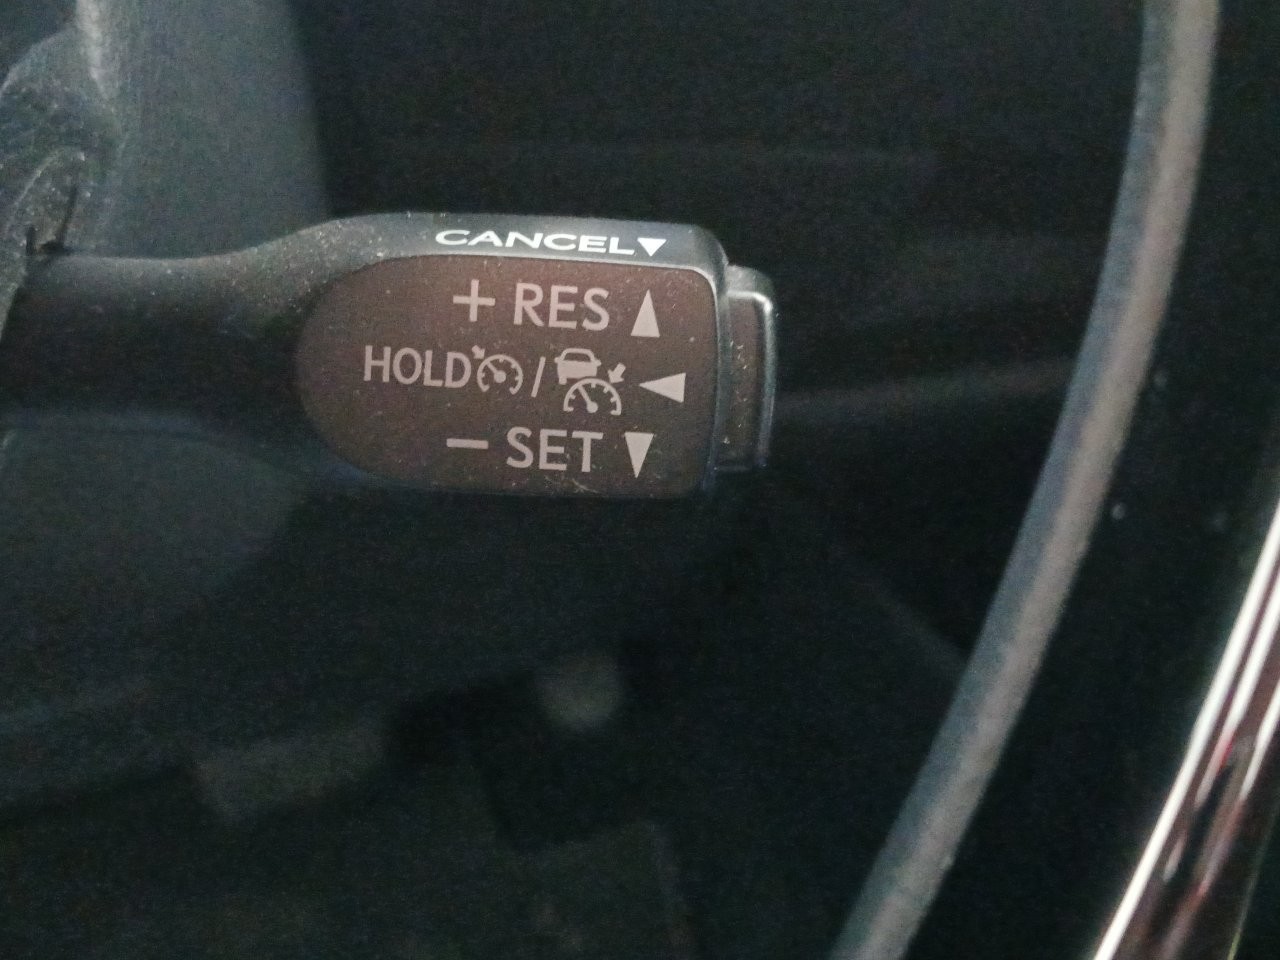 CANCEL▼
+ RES ▲
HOLD / ◀
− SET ▼